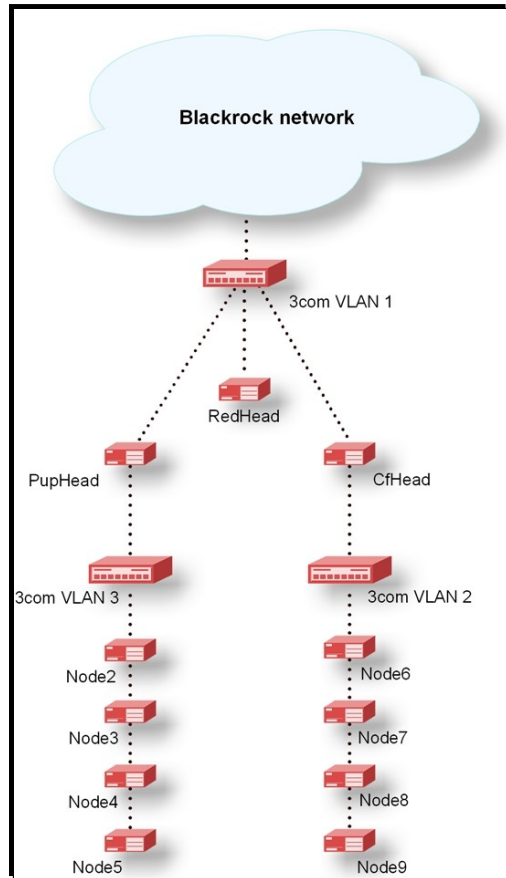 Blackrock network
3com VLAN 1
RedHead
PupHead
CfHead
3com VLAN 3
3com VLAN 2
Node2
Node6
Node3
Node7
Node4
Node8
Node5
Node9